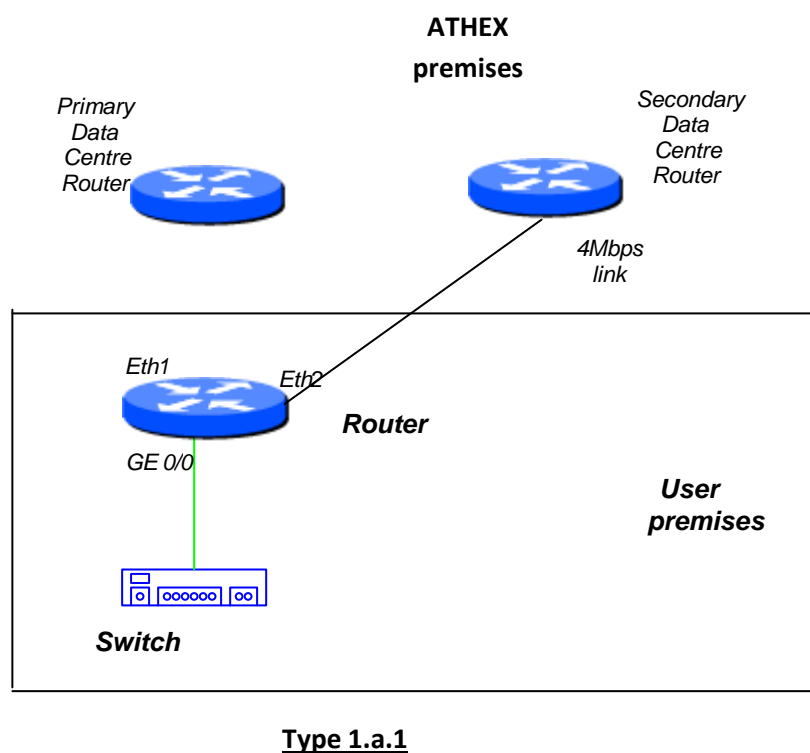 ATHEX
premises
Primary
Data
Centre
Router
Secondary
Data
Centre
Router
4Mbps
link
Eth1
Eth2
Router
GE 0/0
User
premises
Switch
Type 1.a.1